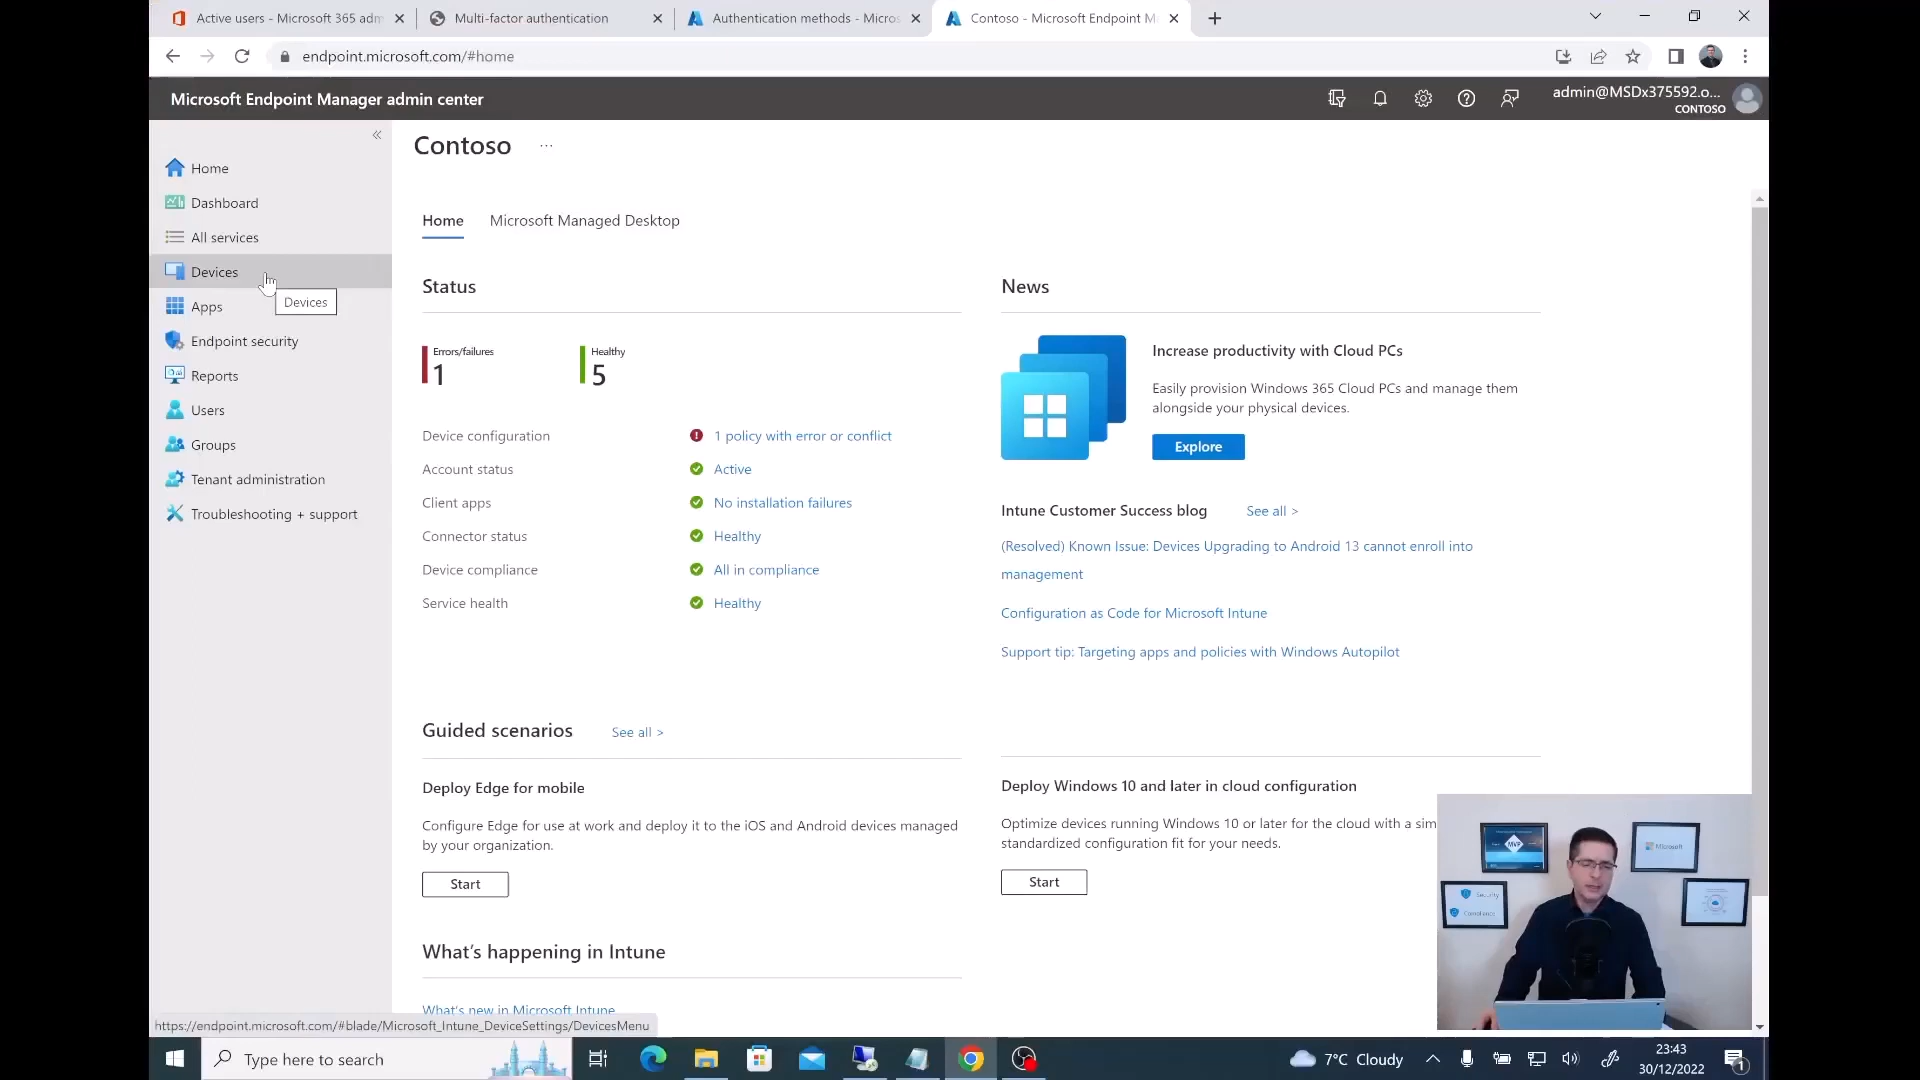 Active users - Microsoft 365 adm
Multi-factor authentication
Authentication methods - Micros
Contoso - Microsoft Endpoint M
endpoint.microsoft.com/#home
Microsoft Endpoint Manager admin center
admin@MSDx375592.o...
CONTOSO
Contoso
...
Home
Dashboard
All services
Devices
Devices
Apps
Endpoint security
Reports
Users
Groups
Tenant administration
Troubleshooting + support
Home
Microsoft Managed Desktop
Status
Errors/failures
1
Healthy
5
Device configuration
1 policy with error or conflict
Account status
Active
Client apps
No installation failures
Connector status
Healthy
Device compliance
All in compliance
Service health
Healthy
News
Increase productivity with Cloud PCs
Easily provision Windows 365 Cloud PCs and manage them
alongside your physical devices.
Explore
Intune Customer Success blog
See all >
(Resolved) Known Issue: Devices Upgrading to Android 13 cannot enroll into
management
Configuration as Code for Microsoft Intune
Support tip: Targeting apps and policies with Windows Autopilot
Guided scenarios
See all >
Deploy Edge for mobile
Configure Edge for use at work and deploy it to the iOS and Android devices managed
by your organization.
Start
Deploy Windows 10 and later in cloud configuration
Optimize devices running Windows 10 or later for the cloud with a sim
standardized configuration fit for your needs.
Start
What's happening in Intune
What's new in Microsoft Intune
https://endpoint.microsoft.com/#blade/Microsoft_Intune_DeviceSettings/DevicesMenu
MVP
Microsoft
Security
Compliance
Type here to search
7°C Cloudy
23:43
30/12/2022
1